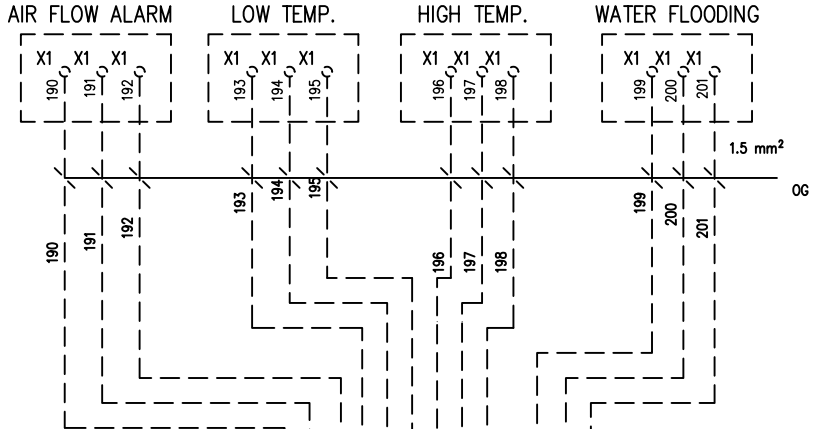 AIR FLOW ALARM
LOW TEMP.
HIGH TEMP.
WATER FLOODING
X1 X1 X1
X1 X1 X1
X1 X1 X1
X1 X1 X1
190 191 192
193 194 195
196 197 198
199 200 201
1.5 mm²
OG
190 191 192
193 194 195
196 197 198
199 200 201